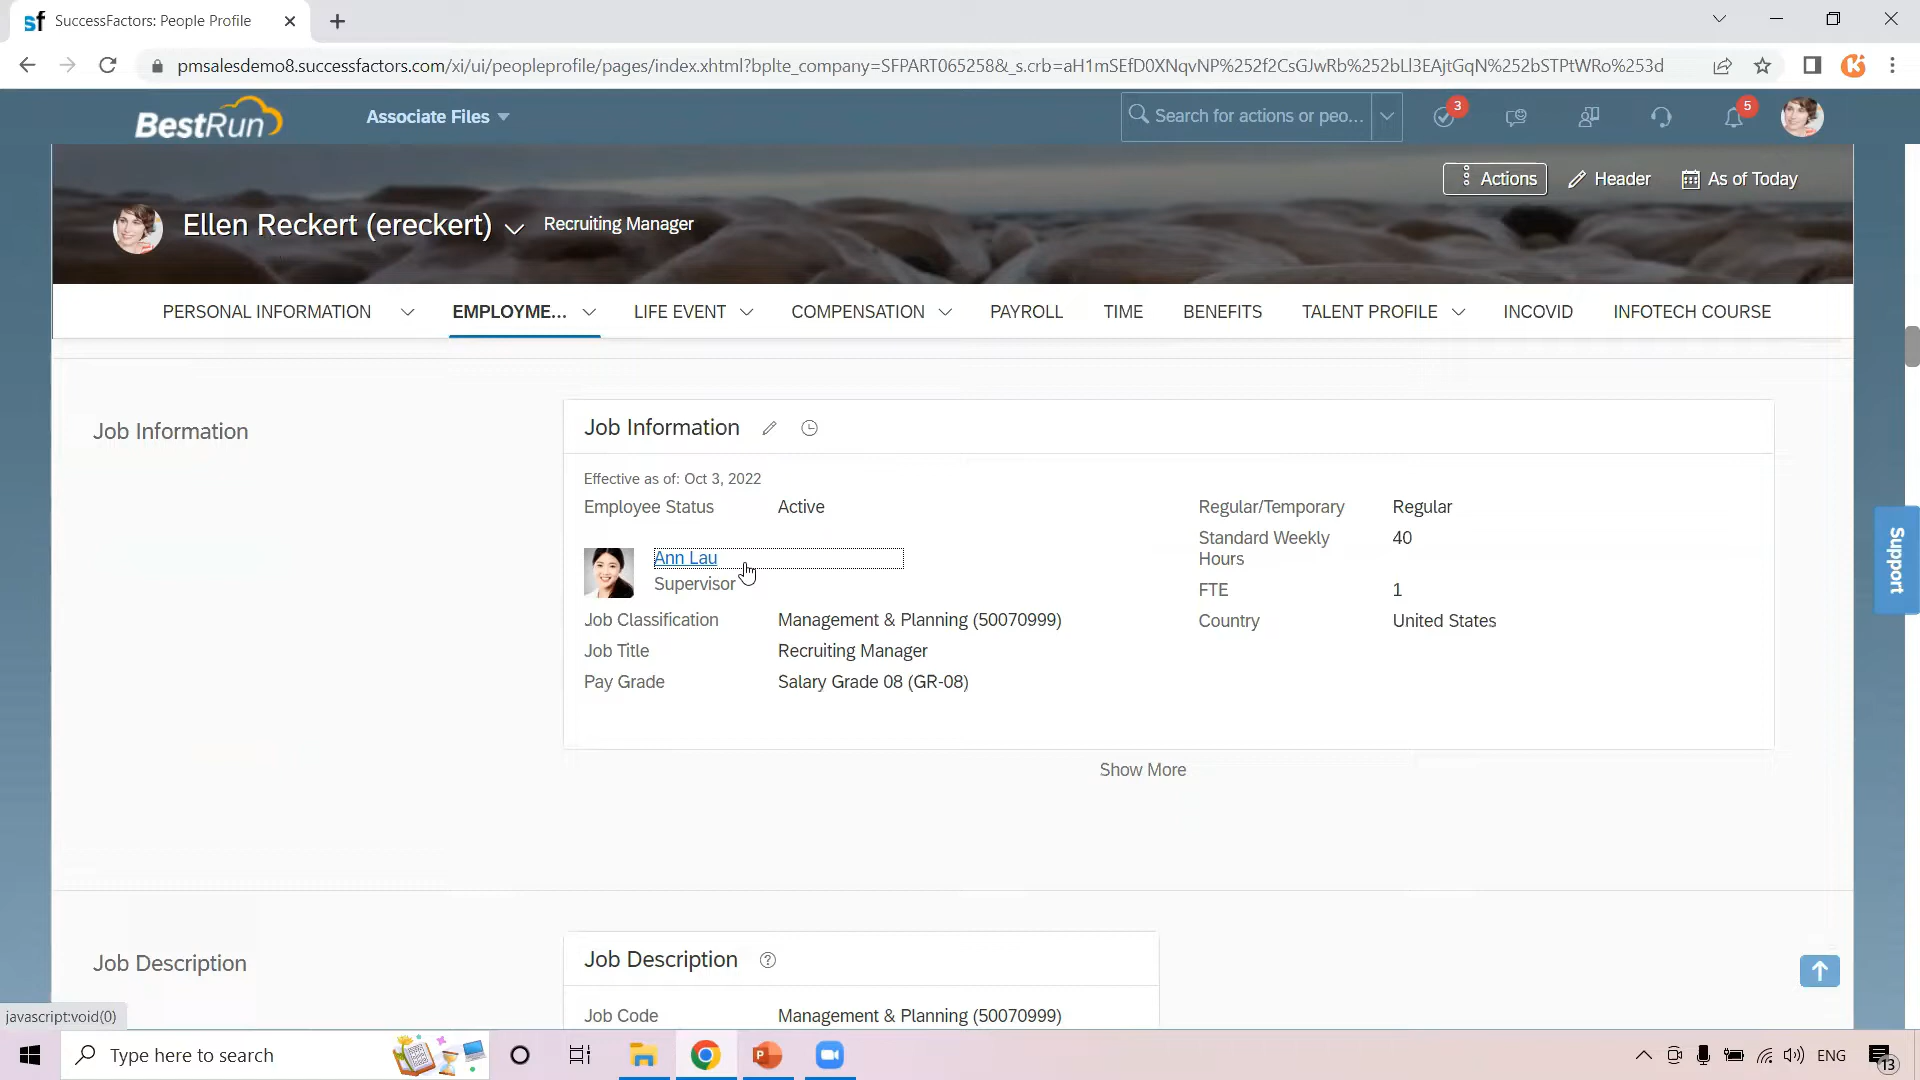 sf SuccessFactors: People Profile
pmsalesdemo8.successfactors.com/xi/ui/peopleprofile/pages/index.xhtml?bplte_company=SFPART065258&_s.crb=aH1mSEfD0XNqvNP%252f2CsGJwRb%252bLl3EAjtGqN%252bSTPtWRo%253d
BestRun Associate Files Search for actions or peo... 3 5
Actions Header As of Today
Ellen Reckert (ereckert) Recruiting Manager
PERSONAL INFORMATION EMPLOYME... LIFE EVENT COMPENSATION PAYROLL TIME BENEFITS TALENT PROFILE INCOVID INFOTECH COURSE
Job Information
Job Information
Effective as of: Oct 3, 2022
Employee Status Active
Ann Lau
Supervisor
Job Classification Management & Planning (50070999)
Job Title Recruiting Manager
Pay Grade Salary Grade 08 (GR-08)
Regular/Temporary Regular
Standard Weekly Hours 40
FTE 1
Country United States
Show More
Support
Job Description
Job Description
Job Code Management & Planning (50070999)
javascript:void(0)
Type here to search
ENG
13